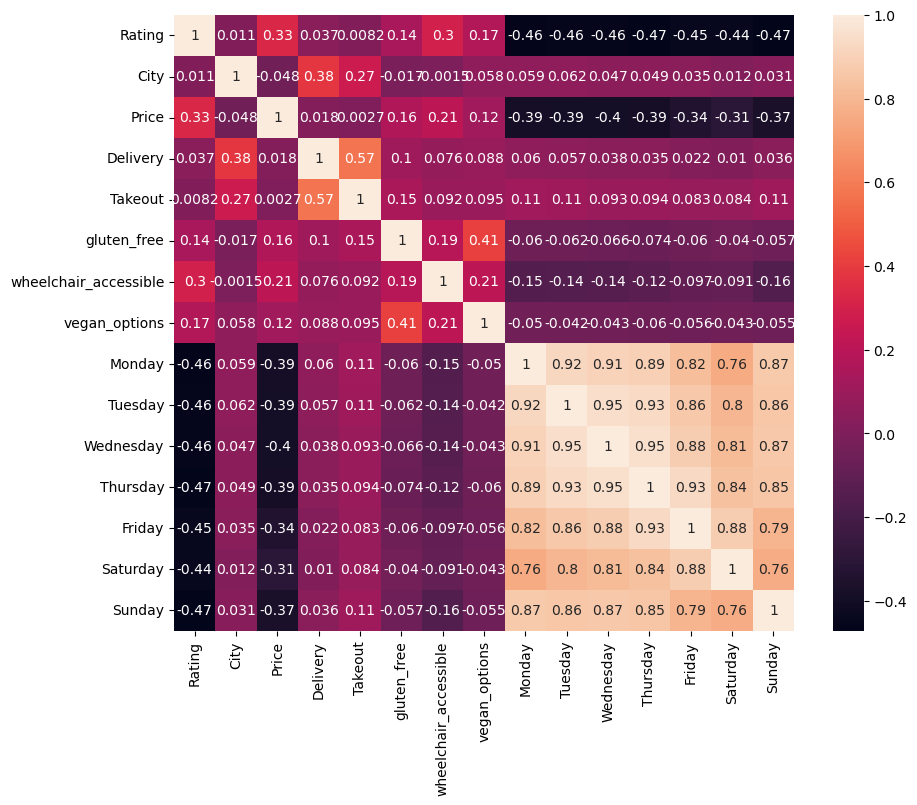 Rating 1 0.011 0.33 0.037 0.0082 0.14 0.3 0.17 -0.46 -0.46 -0.46 -0.47 -0.45 -0.44 -0.47
City 0.011 1 -0.048 0.38 0.27 -0.017 -0.0015 0.058 0.059 0.062 0.047 0.049 0.035 0.012 0.031
Price 0.33 -0.048 1 0.018 0.0027 0.16 0.21 0.12 -0.39 -0.39 -0.4 -0.39 -0.34 -0.31 -0.37
Delivery 0.037 0.38 0.018 1 0.57 0.1 0.076 0.088 0.06 0.057 0.038 0.035 0.022 0.01 0.036
Takeout 0.0082 0.27 0.0027 0.57 1 0.15 0.092 0.095 0.11 0.11 0.093 0.094 0.083 0.084 0.11
gluten_free 0.14 -0.017 0.16 0.1 0.15 1 0.19 0.41 -0.06 -0.062 -0.066 -0.074 -0.06 -0.04 -0.057
wheelchair_accessible 0.3 -0.0015 0.21 0.076 0.092 0.19 1 0.21 -0.15 -0.14 -0.14 -0.12 -0.097 -0.091 -0.16
vegan_options 0.17 0.058 0.12 0.088 0.095 0.41 0.21 1 -0.05 -0.042 -0.043 -0.06 -0.056 -0.043 -0.055
Monday -0.46 0.059 -0.39 0.06 0.11 -0.06 -0.15 -0.05 1 0.92 0.91 0.89 0.82 0.76 0.87
Tuesday -0.46 0.062 -0.39 0.057 0.11 -0.062 -0.14 -0.042 0.92 1 0.95 0.93 0.86 0.8 0.86
Wednesday -0.46 0.047 -0.4 0.038 0.093 -0.066 -0.14 -0.043 0.91 0.95 1 0.95 0.88 0.81 0.87
Thursday -0.47 0.049 -0.39 0.035 0.094 -0.074 -0.12 -0.06 0.89 0.93 0.95 1 0.93 0.84 0.85
Friday -0.45 0.035 -0.34 0.022 0.083 -0.06 -0.097 -0.056 0.82 0.86 0.88 0.93 1 0.88 0.79
Saturday -0.44 0.012 -0.31 0.01 0.084 -0.04 -0.091 -0.043 0.76 0.8 0.81 0.84 0.88 1 0.76
Sunday -0.47 0.031 -0.37 0.036 0.11 -0.057 -0.16 -0.055 0.87 0.86 0.87 0.85 0.79 0.76 1
Rating City Price Delivery Takeout gluten_free wheelchair_accessible vegan_options Monday Tuesday Wednesday Thursday Friday Saturday Sunday
1.0
0.8
0.6
0.4
0.2
0.0
−0.2
−0.4